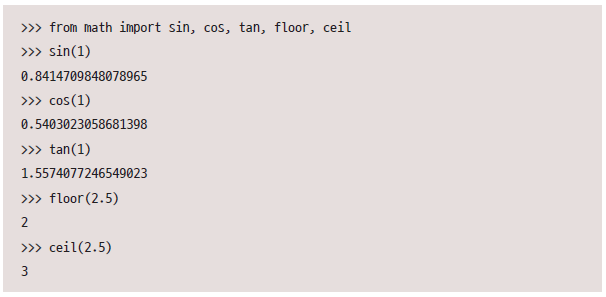 >>> from math import sin, cos, tan, floor, ceil
>>> sin(1)
0.8414709848078965
>>> cos(1)
0.5403023058681398
>>> tan(1)
1.5574077246549023
>>> floor(2.5)
2
>>> ceil(2.5)
3